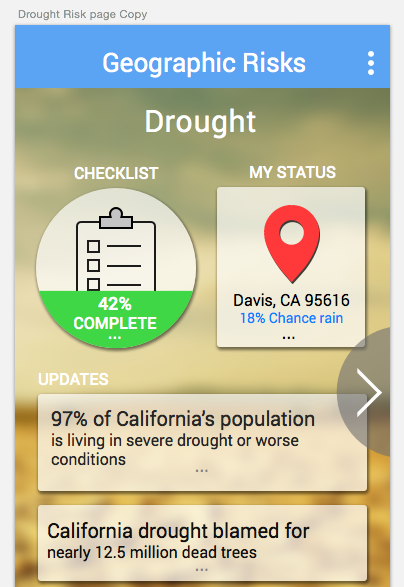 Drought Risk page Copy
Geographic Risks
Drought
CHECKLIST
MY STATUS
42%
COMPLETE
...
Davis, CA 95616
18% Chance rain
...
UPDATES
97% of California's population
is living in severe drought or worse
conditions
...
California drought blamed for
nearly 12.5 million dead trees
...